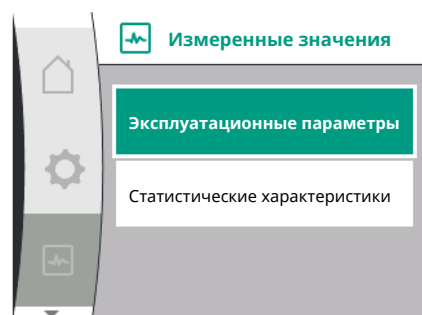 Измеренные значения
Эксплуатационные параметры
Статистические характеристики